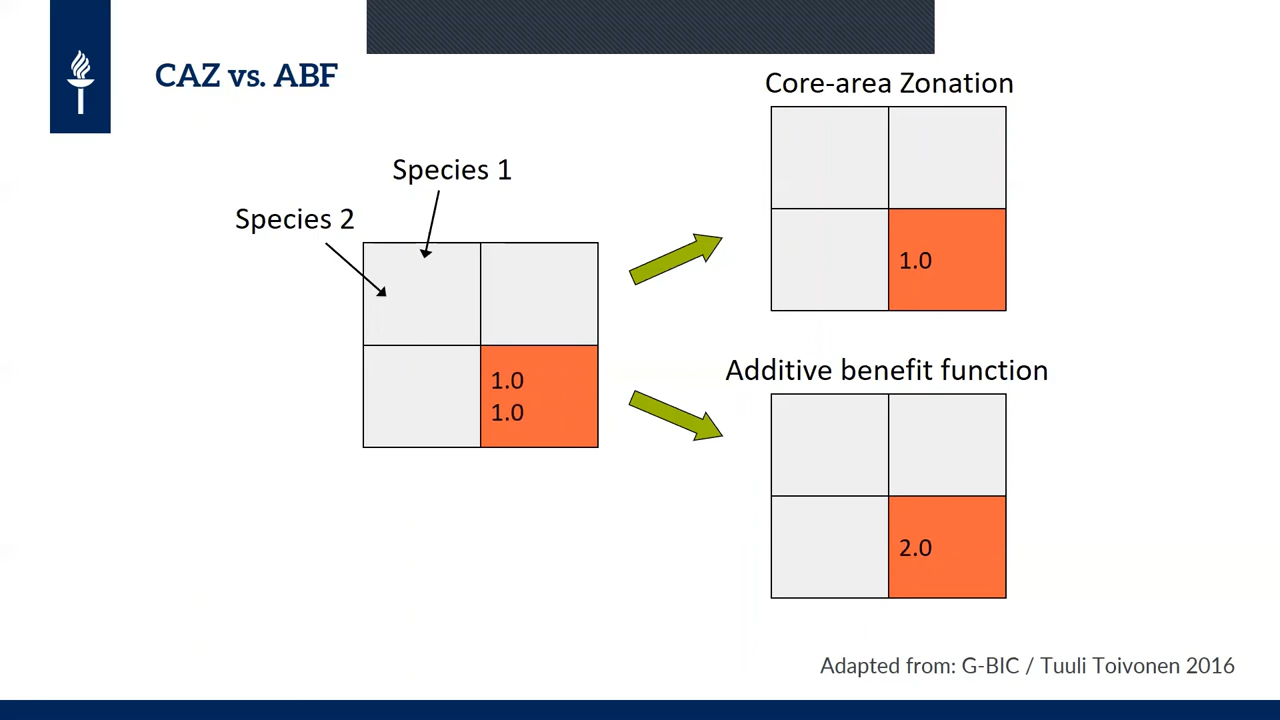 CAZ vs. ABF
Species 1
Species 2
1.0
1.0
Core-area Zonation
1.0
Additive benefit function
2.0
Adapted from: G-BIC / Tuuli Toivonen 2016